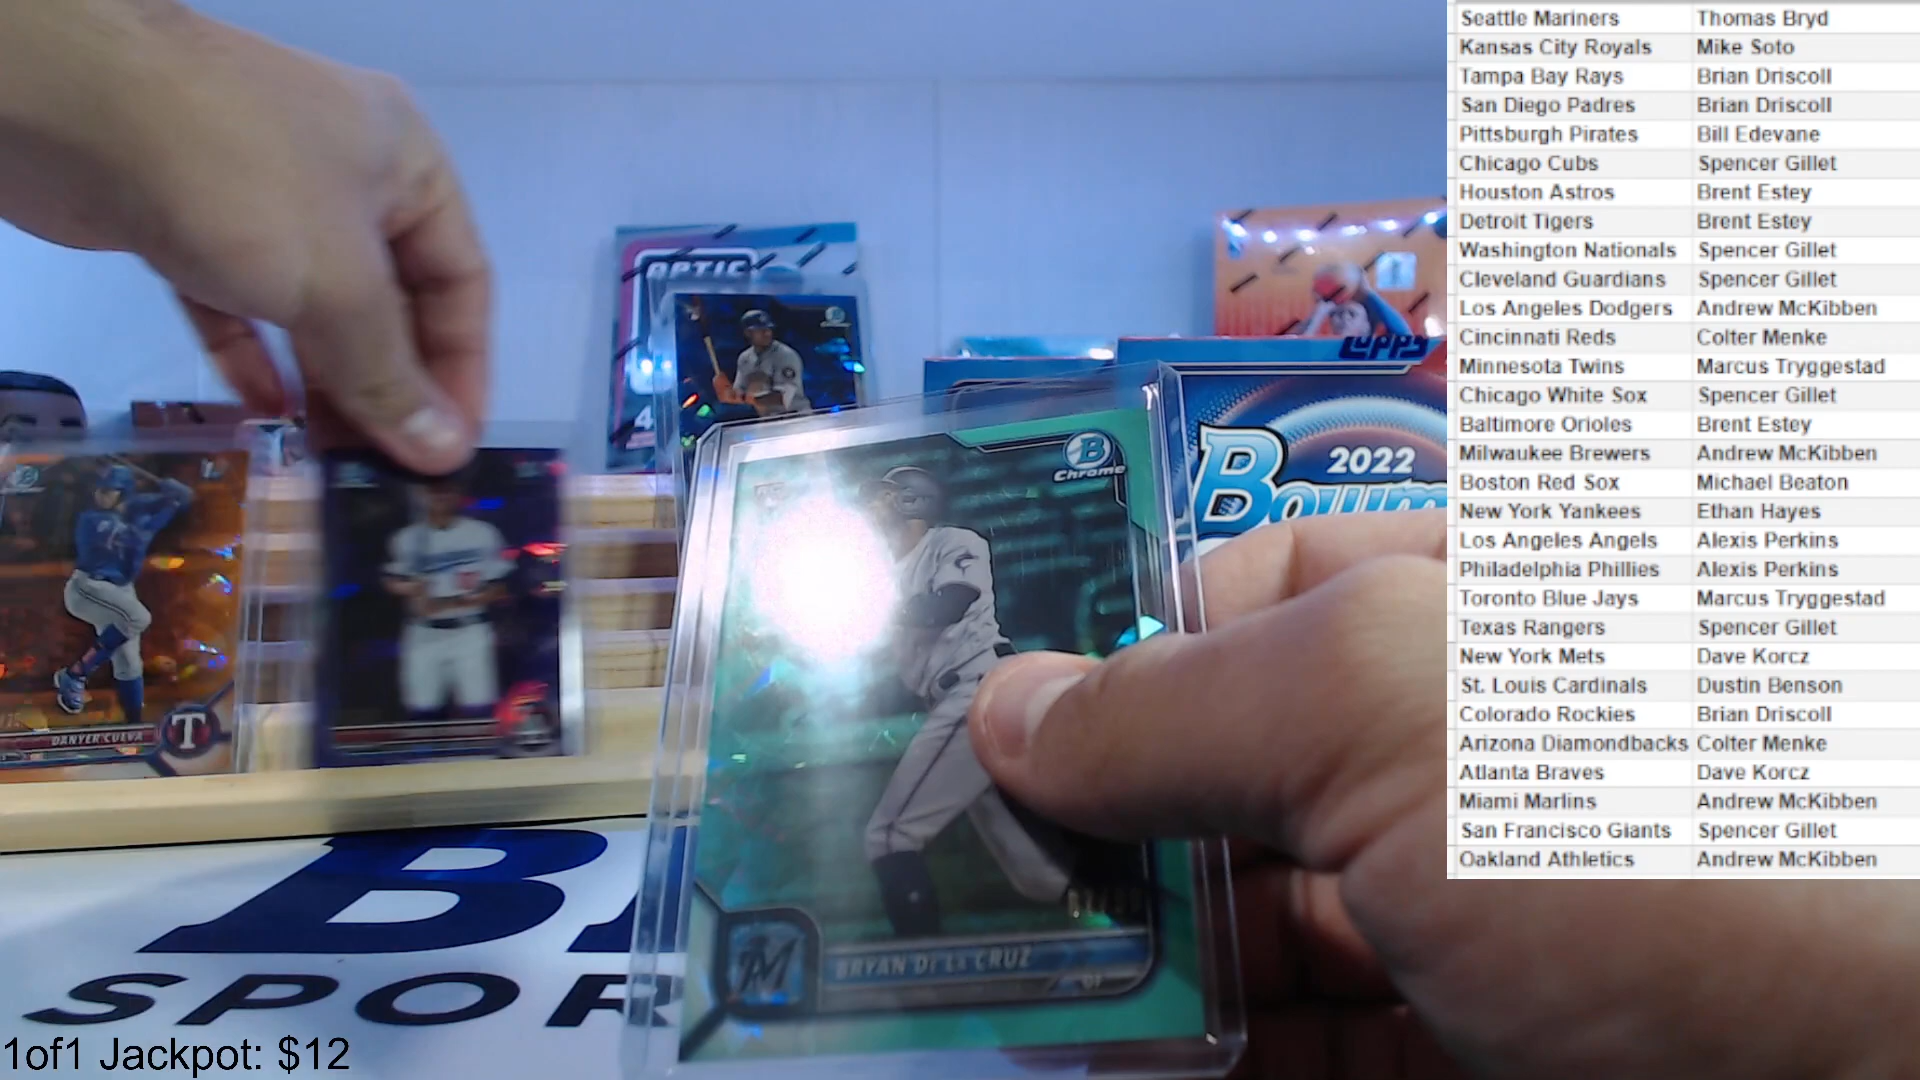 Seattle Mariners Thomas Bryd
Kansas City Royals Mike Soto
Tampa Bay Rays Brian Driscoll
San Diego Padres Brian Driscoll
Pittsburgh Pirates Bill Edevane
Chicago Cubs Spencer Gillet
Houston Astros Brent Estey
Detroit Tigers Brent Estey
Washington Nationals Spencer Gillet
Cleveland Guardians Spencer Gillet
Los Angeles Dodgers Andrew McKibben
Cincinnati Reds Colter Menke
Minnesota Twins Marcus Tryggestad
Chicago White Sox Spencer Gillet
Baltimore Orioles Brent Estey
Milwaukee Brewers Andrew McKibben
Boston Red Sox Michael Beaton
New York Yankees Ethan Hayes
Los Angeles Angels Alexis Perkins
Philadelphia Phillies Alexis Perkins
Toronto Blue Jays Marcus Tryggestad
Texas Rangers Spencer Gillet
New York Mets Dave Korcz
St. Louis Cardinals Dustin Benson
Colorado Rockies Brian Driscoll
Arizona Diamondbacks Colter Menke
Atlanta Braves Dave Korcz
Miami Marlins Andrew McKibben
San Francisco Giants Spencer Gillet
Oakland Athletics Andrew McKibben
OPTIC
4
Topps
2022
Bowm
B
Chrome
DANYER CUEVA
T
M
BRYAN De La CRUZ
OF
B
SPOR
1of1 Jackpot: $12